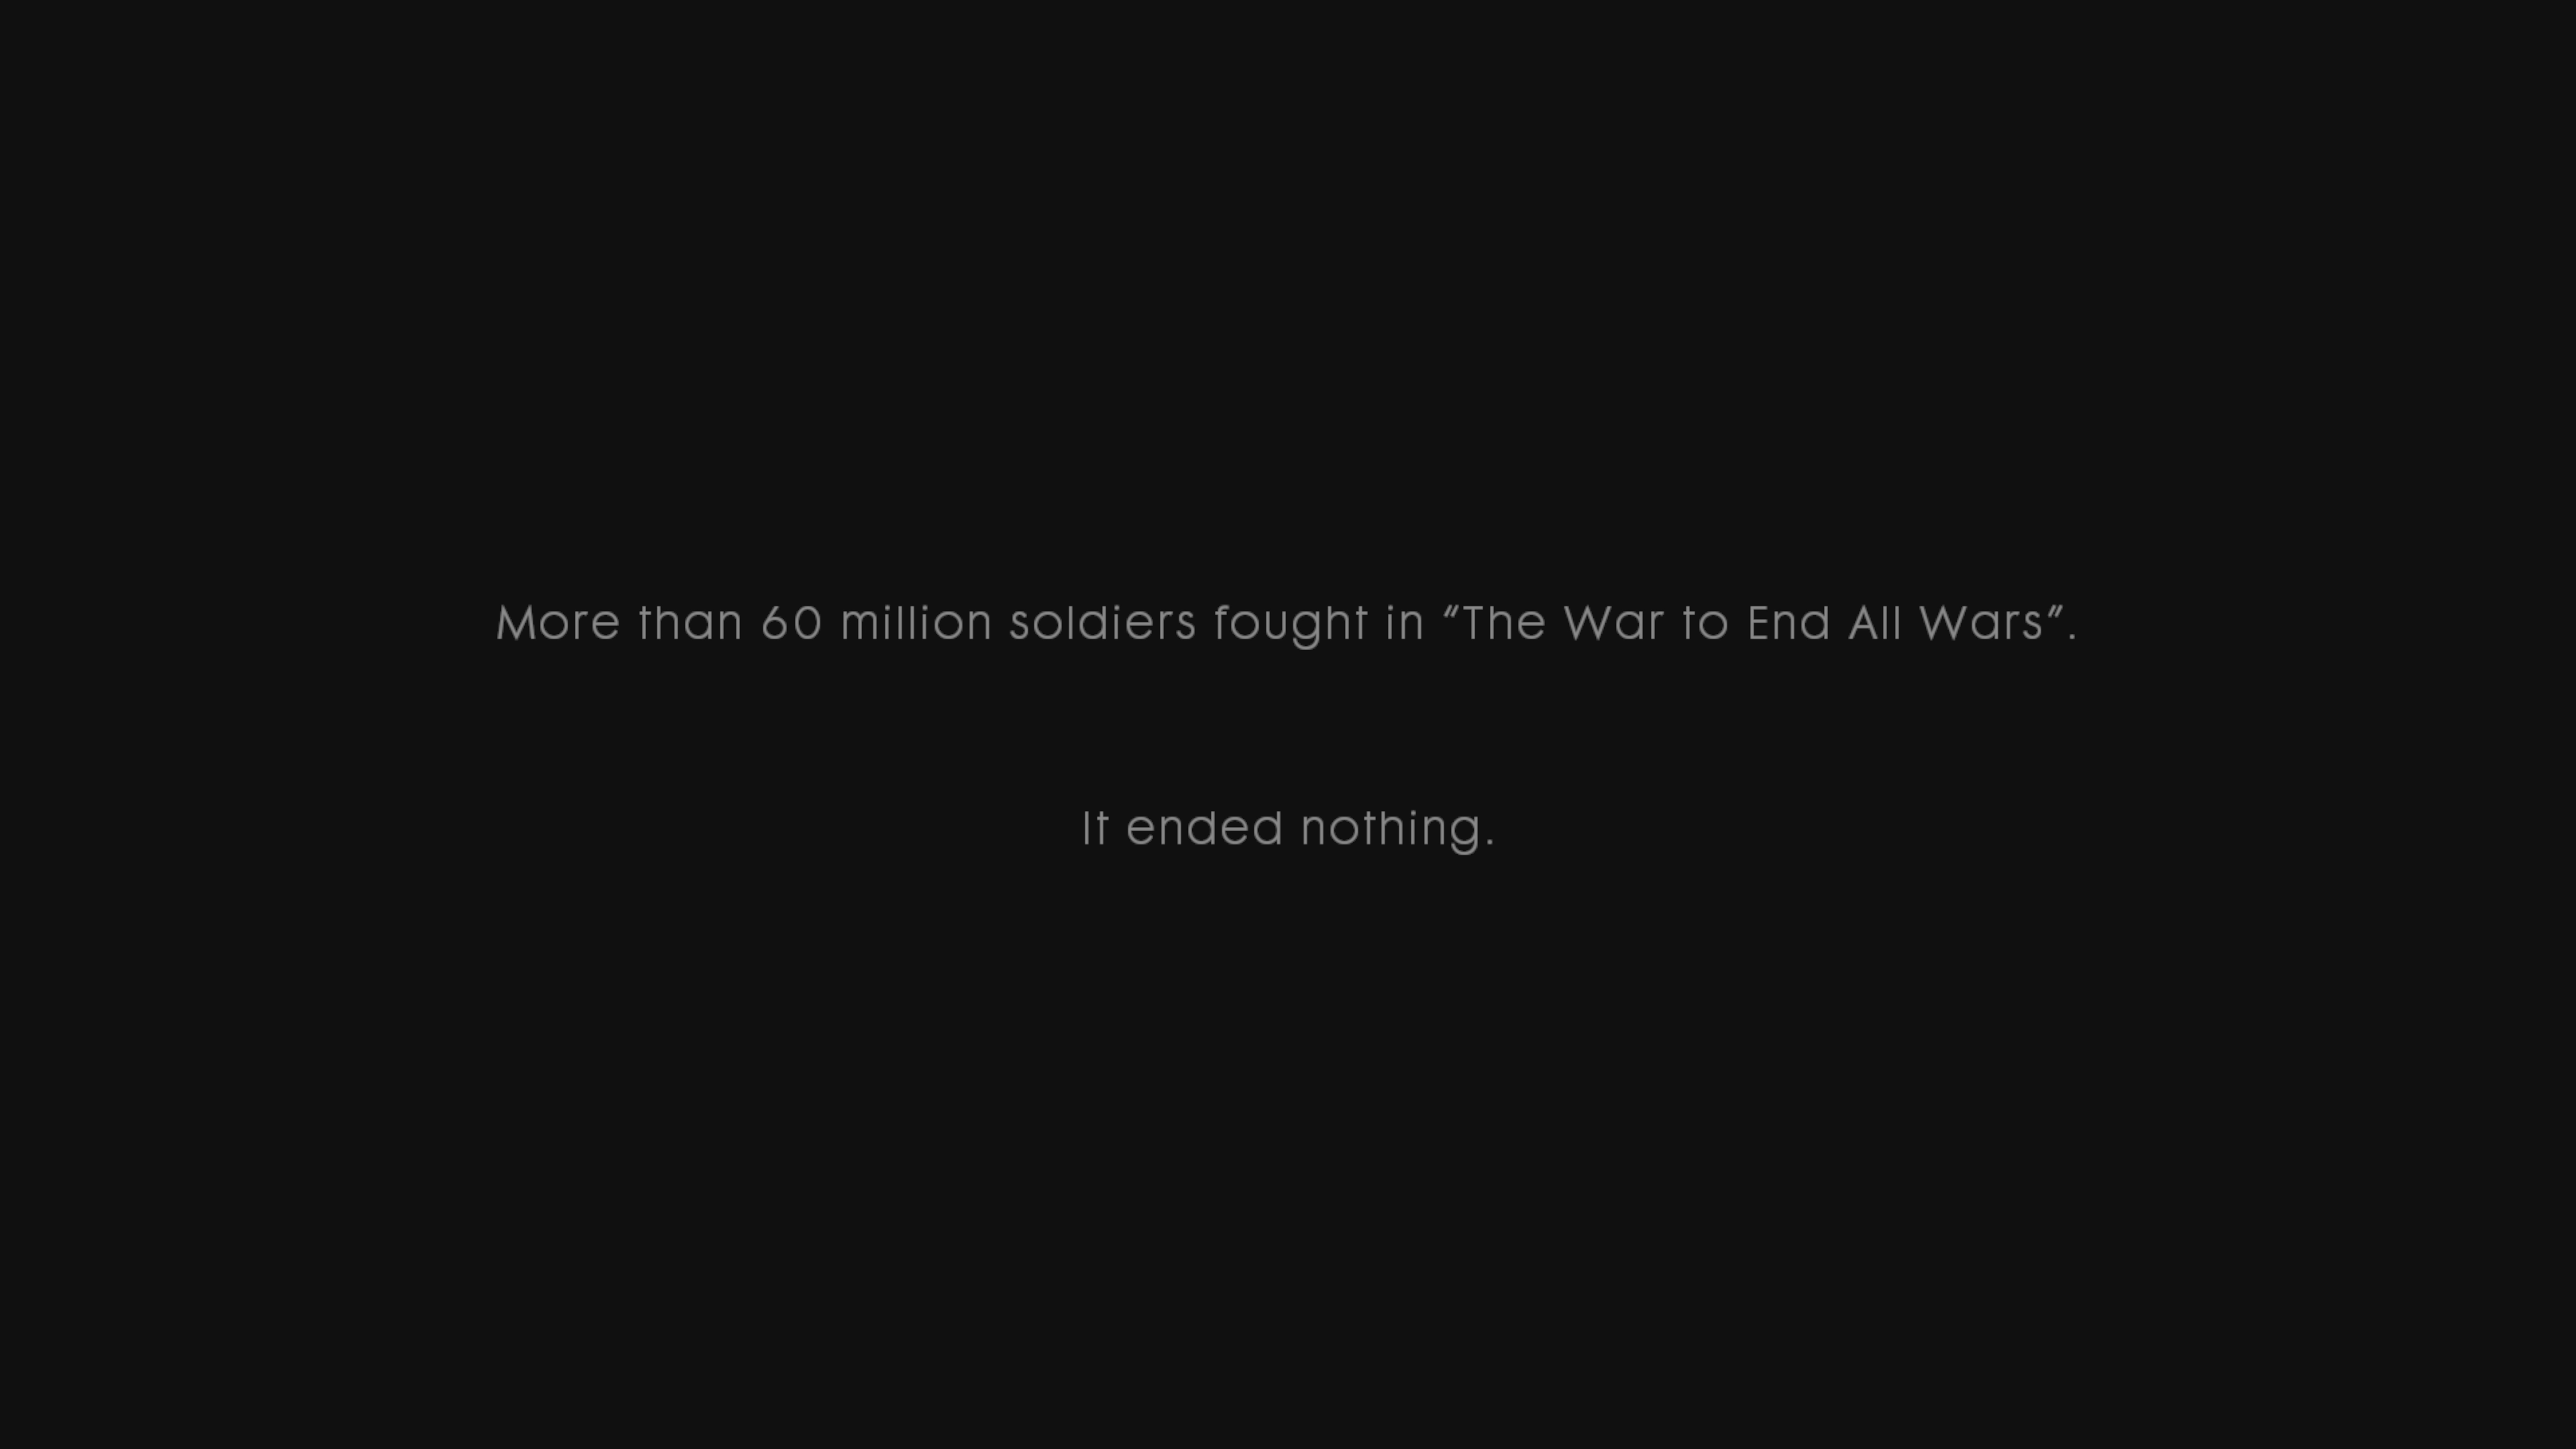 More than 60 million soldiers fought in “The War to End All Wars”.
It ended nothing.